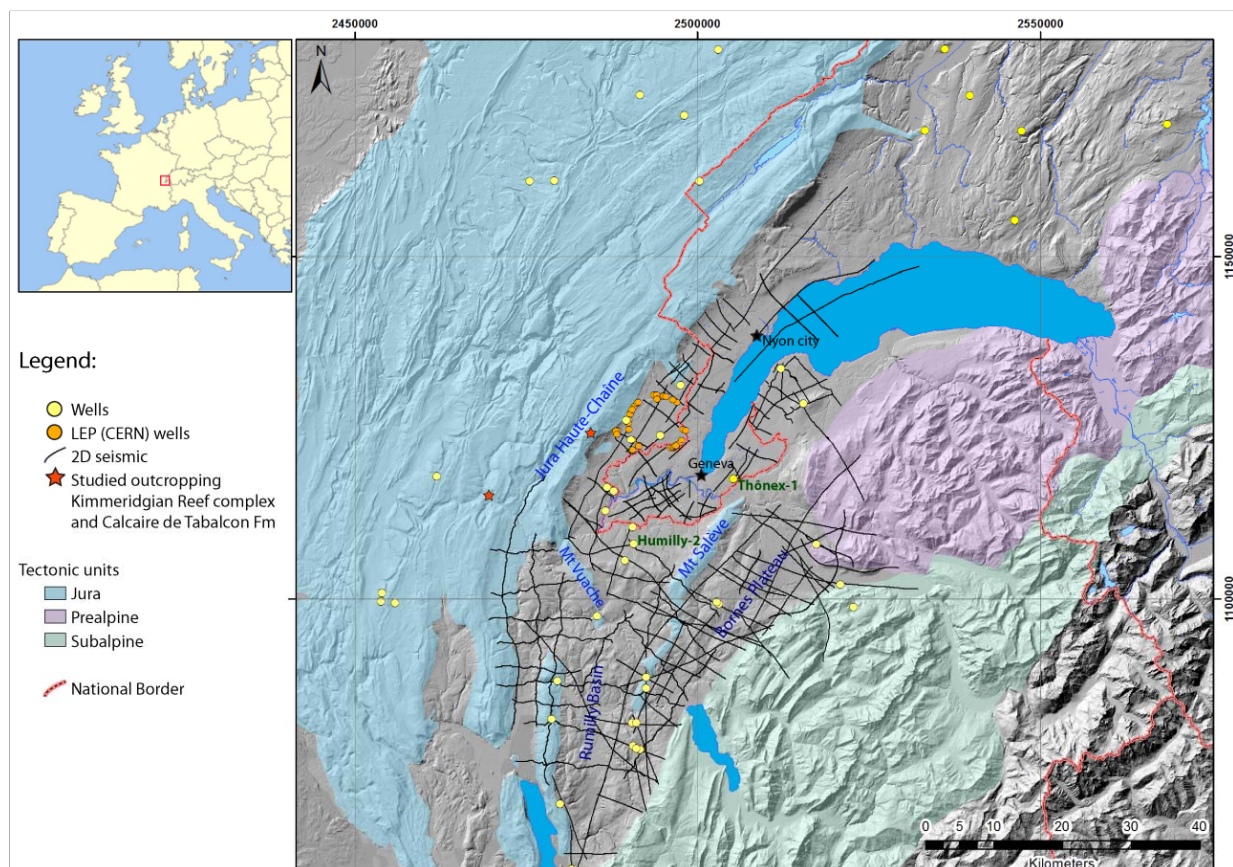 2450000
2500000
2550000
N
1150000
1100000
Legend:
Wells
LEP (CERN) wells
2D seismic
Studied outcropping
Kimmeridgian Reef complex
and Calcaire de Tabalcon Fm
Tectonic units
Jura
Prealpine
Subalpine
National Border
Nyon city
Jura Haute-Chaîne
Geneva
Thônex-1
Humilly-2
Mt Salève
Mt Vuache
Bornes Plateau
Rumilly Basin
0 5 10 20 30 40
Kilometers